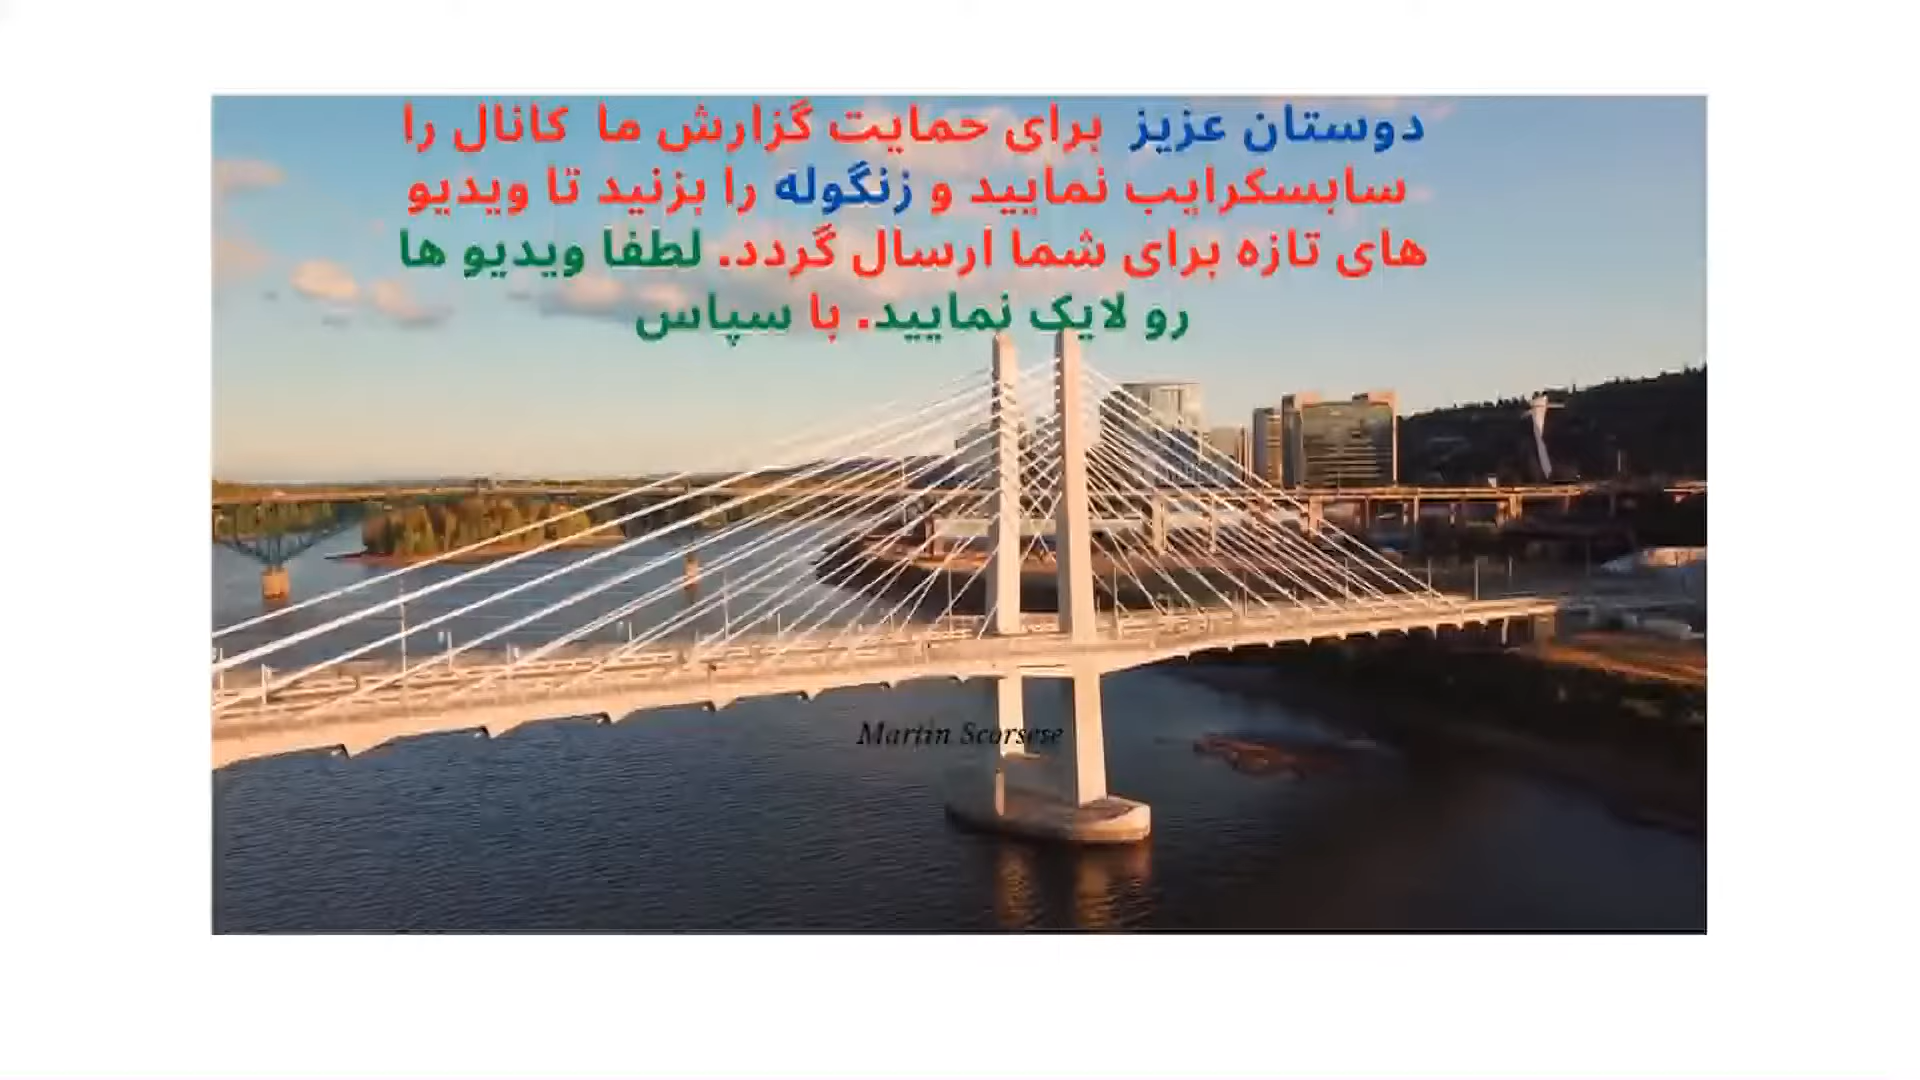 دوستان عزیز برای حمایت گزارش ما کانال را
سابسکرایب نمایید و زنگوله را بزنید تا ویدیو
های تازه برای شما ارسال گردد. لطفا ویدیو ها
رو لایک نمایید. با سپاس
Martin Scorsese